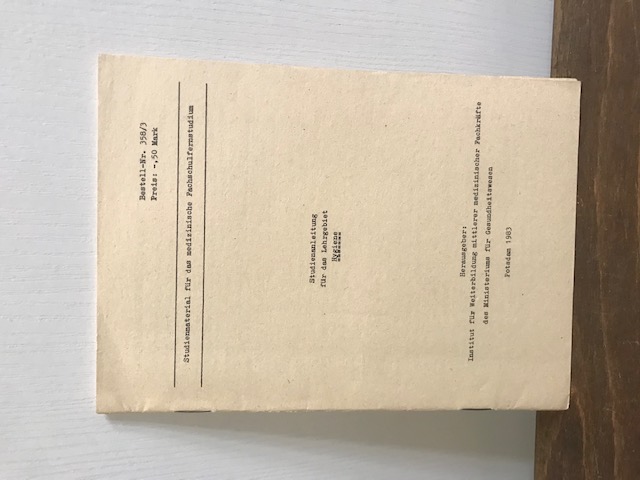 Bestell-Nr. 358/3
Preis: -.50 Mark
Studienmaterial für das medizinische Fachschulfernstudium
Studienanleitung
für das Lehrgebiet
Hygiene
Herausgeber:
Institut für Weiterbildung mittlerer medizinischer Fachkräfte
des Ministeriums für Gesundheitswesen
Potsdam 1983